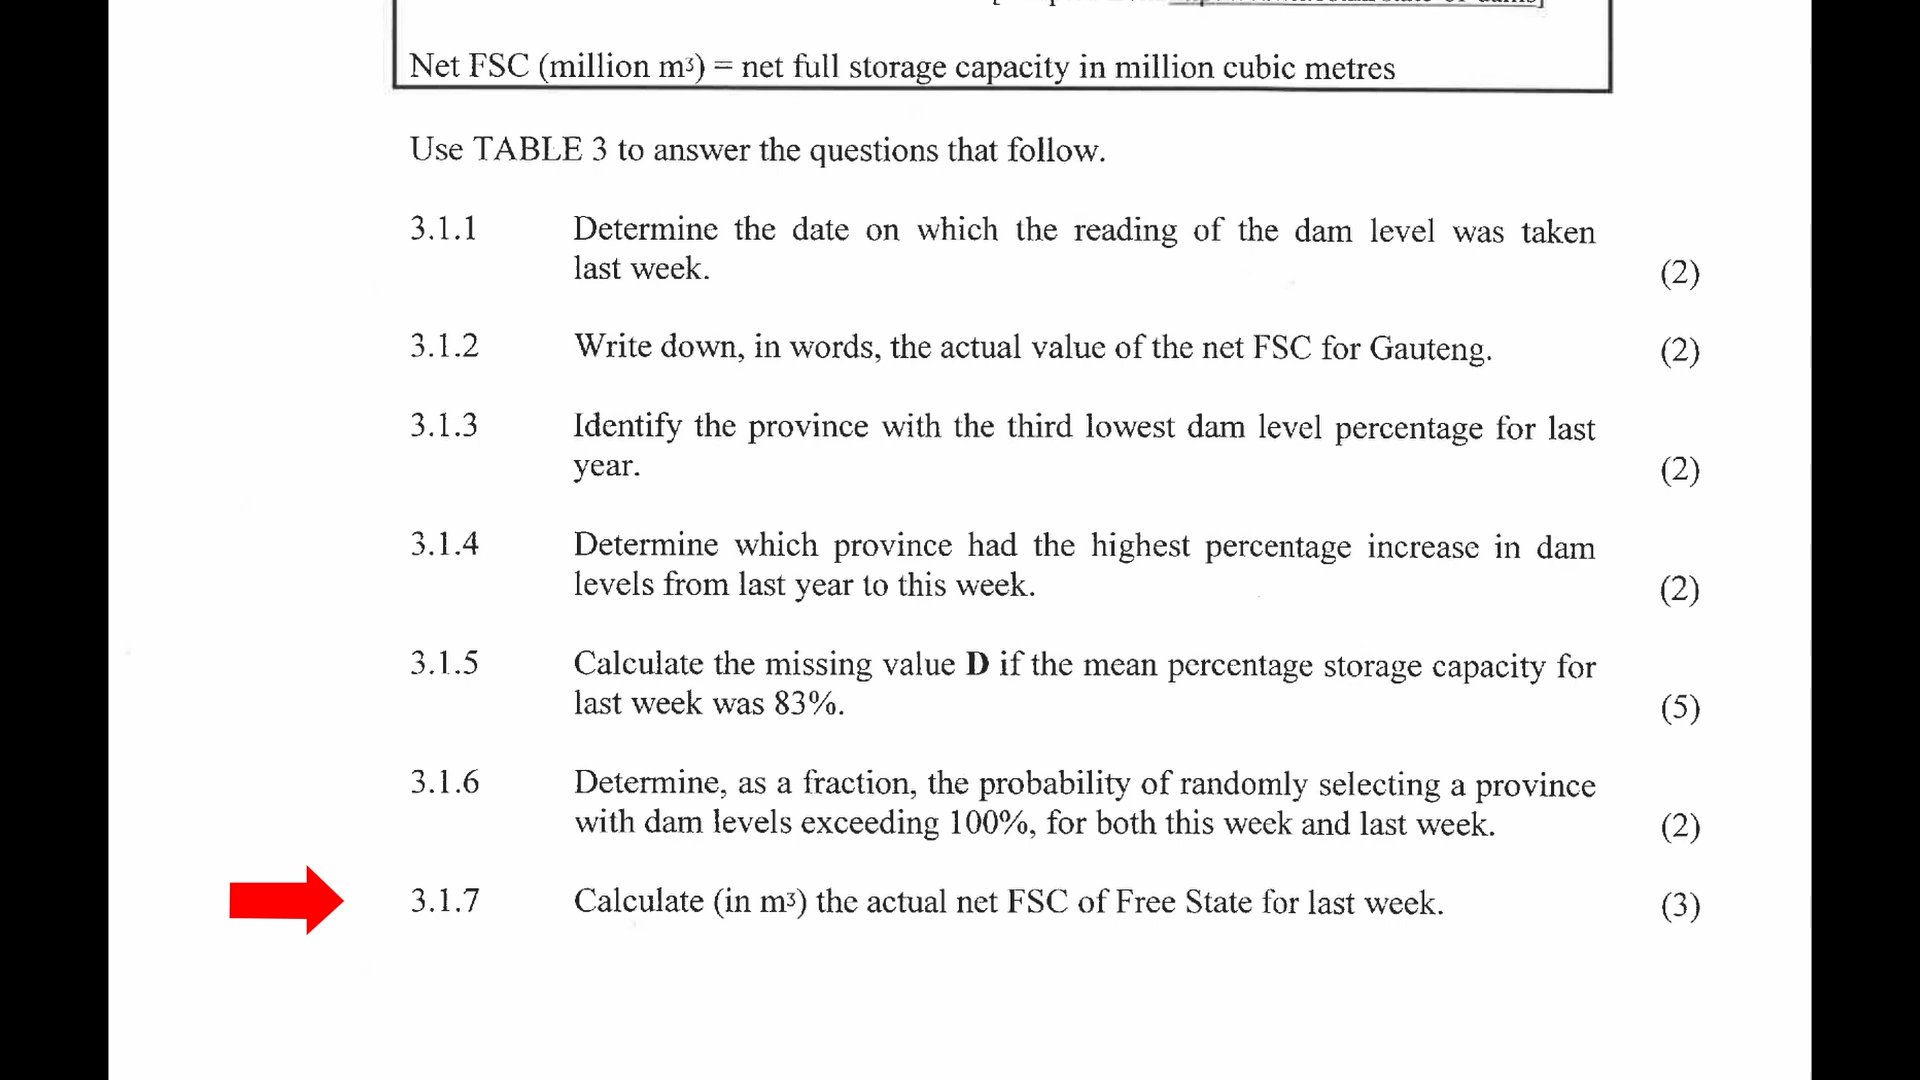 Net FSC (million m³) = net full storage capacity in million cubic metres
Use TABLE 3 to answer the questions that follow.
3.1.1 Determine the date on which the reading of the dam level was taken
last week. (2)
3.1.2 Write down, in words, the actual value of the net FSC for Gauteng. (2)
3.1.3 Identify the province with the third lowest dam level percentage for last
year. (2)
3.1.4 Determine which province had the highest percentage increase in dam
levels from last year to this week. (2)
3.1.5 Calculate the missing value D if the mean percentage storage capacity for
last week was 83%. (5)
3.1.6 Determine, as a fraction, the probability of randomly selecting a province
with dam levels exceeding 100%, for both this week and last week. (2)
3.1.7 Calculate (in m³) the actual net FSC of Free State for last week. (3)